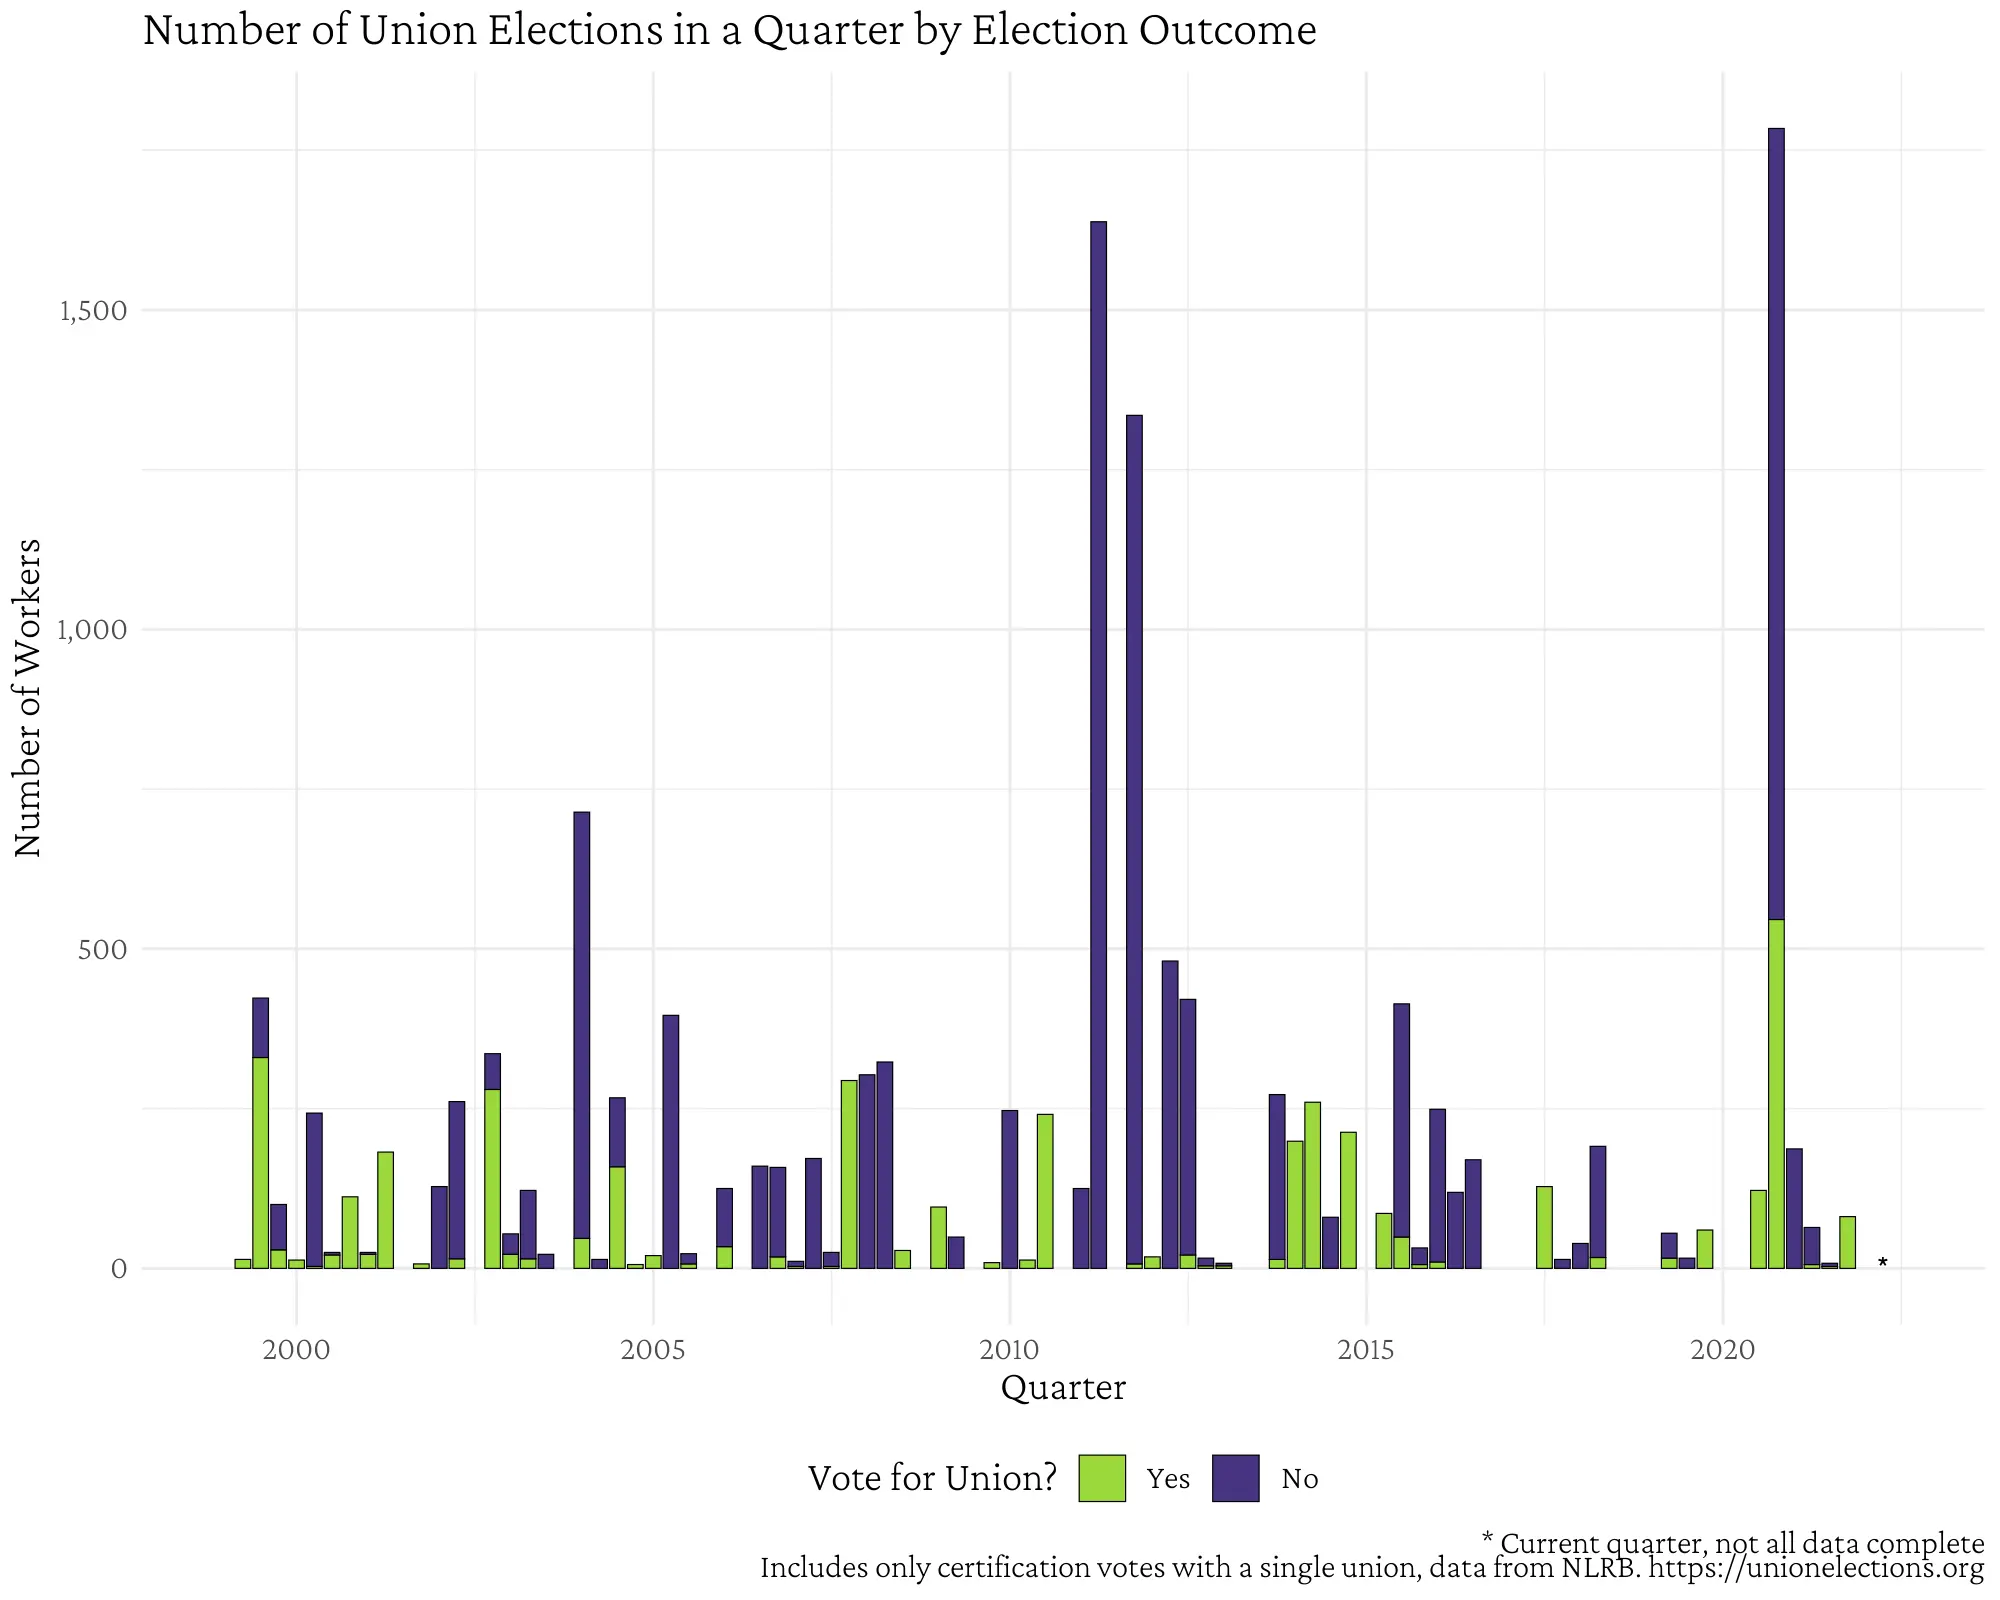 Number of Union Elections in a Quarter by Election Outcome
Number of Workers
1,500
1,000
500
0
*
2000 2005 2010 2015 2020
Quarter
Vote for Union? Yes No
* Current quarter, not all data complete
Includes only certification votes with a single union, data from NLRB. https://unionelections.org